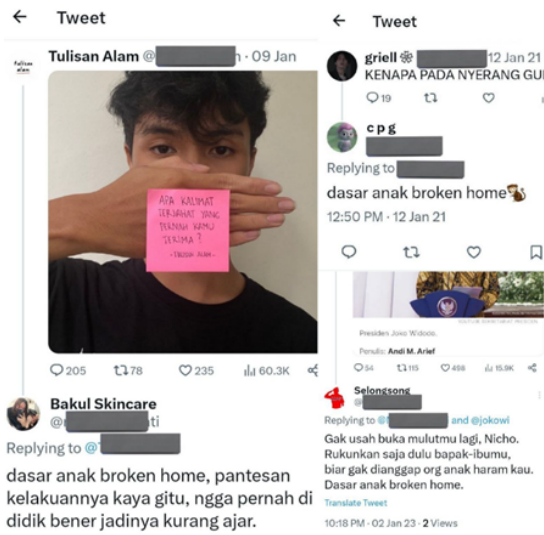 Tweet
Tulisan Alam @
· 09 Jan
APA KALIMAT
TERJAHAT YANG
PERNAH KAMU
TERIMA?
-TULISAN ALAM-
205 78 235 60.3K
Bakul Skincare
@
ti
Replying to @
dasar anak broken home, pantesan
kelakuannya kaya gitu, ngga pernah di
didik bener jadinya kurang ajar.
Tweet
griell
12 Jan 21
KENAPA PADA NYERANG GU
19
cpg
Replying to
dasar anak broken home
12:50 PM · 12 Jan 21
Presiden Joko Widodo.
Penulis: Andi M. Arief
54 115 498 15.9K
Selongsong
@
Replying to @ and @jokowi
Gak usah buka mulutmu lagi, Nicho.
Rukunkan saja dulu bapak-ibumu,
biar gak dianggap org anak haram kau.
Dasar anak broken home.
Translate Tweet
10:18 PM · 02 Jan 23 · 2 Views